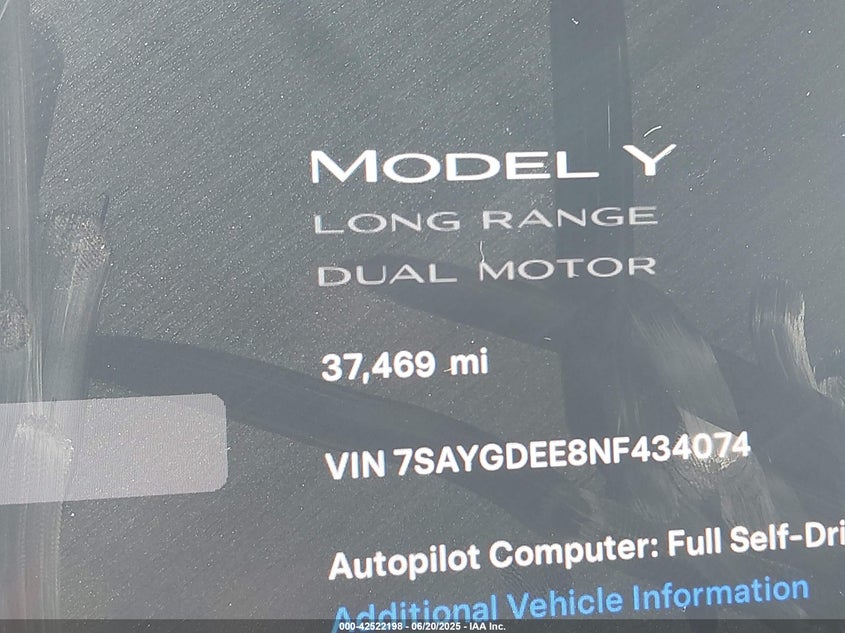 MODEL Y
LONG RANGE
DUAL MOTOR
37,469 mi
VIN 7SAYGDEE8NF434074
Autopilot Computer: Full Self-Dri
Additional Vehicle Information
000-42522198 - 06/20/2025 - IAA Inc.